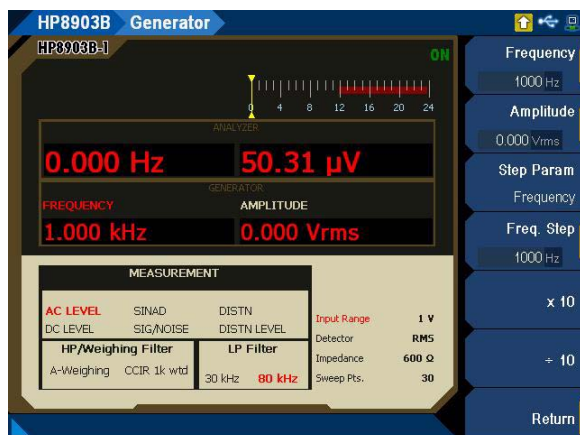 HP8903B Generator
HP8903B-1
ON
0 4 8 12 16 20 24
ANALYZER
0.000 Hz 50.31 µV
GENERATOR
FREQUENCY AMPLITUDE
1.000 kHz 0.000 Vrms
MEASUREMENT
AC LEVEL SINAD DISTN
DC LEVEL SIG/NOISE DISTN LEVEL
HP/Weighing Filter LP Filter
A-Weighing CCIR 1k wtd 30 kHz 80 kHz
Input Range 1 V
Detector RMS
Impedance 600 Ω
Sweep Pts. 30
Frequency
1000 Hz
Amplitude
0.000 Vrms
Step Param
Frequency
Freq. Step
1000 Hz
x 10
÷ 10
Return